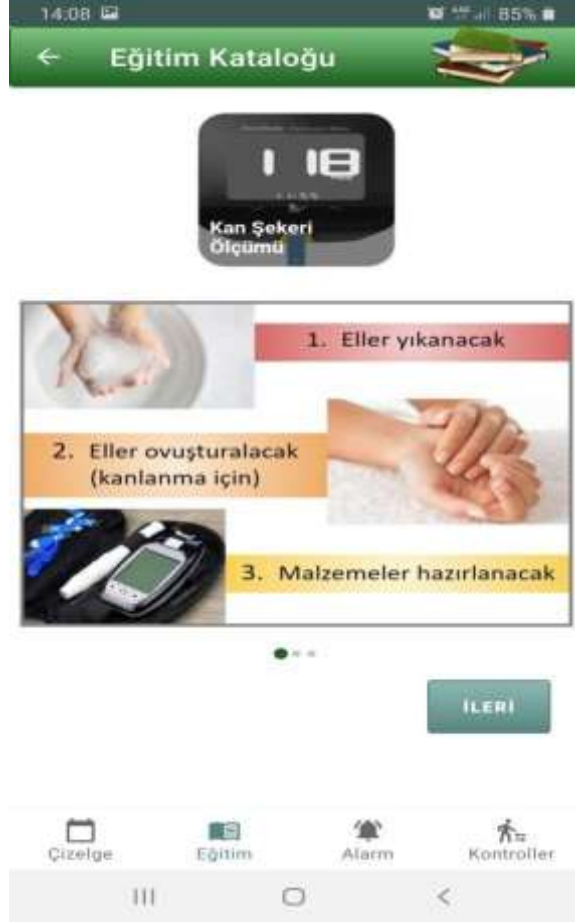 14:08
85%
Eğitim Kataloğu
118
Kan Şekeri
Ölçümü
1. Eller yıkanacak
2. Eller ovuşturalacak
(kanlanma için)
3. Malzemeler hazırlanacak
İLERİ
Çizelge
Eğitim
Alarm
Kontroller